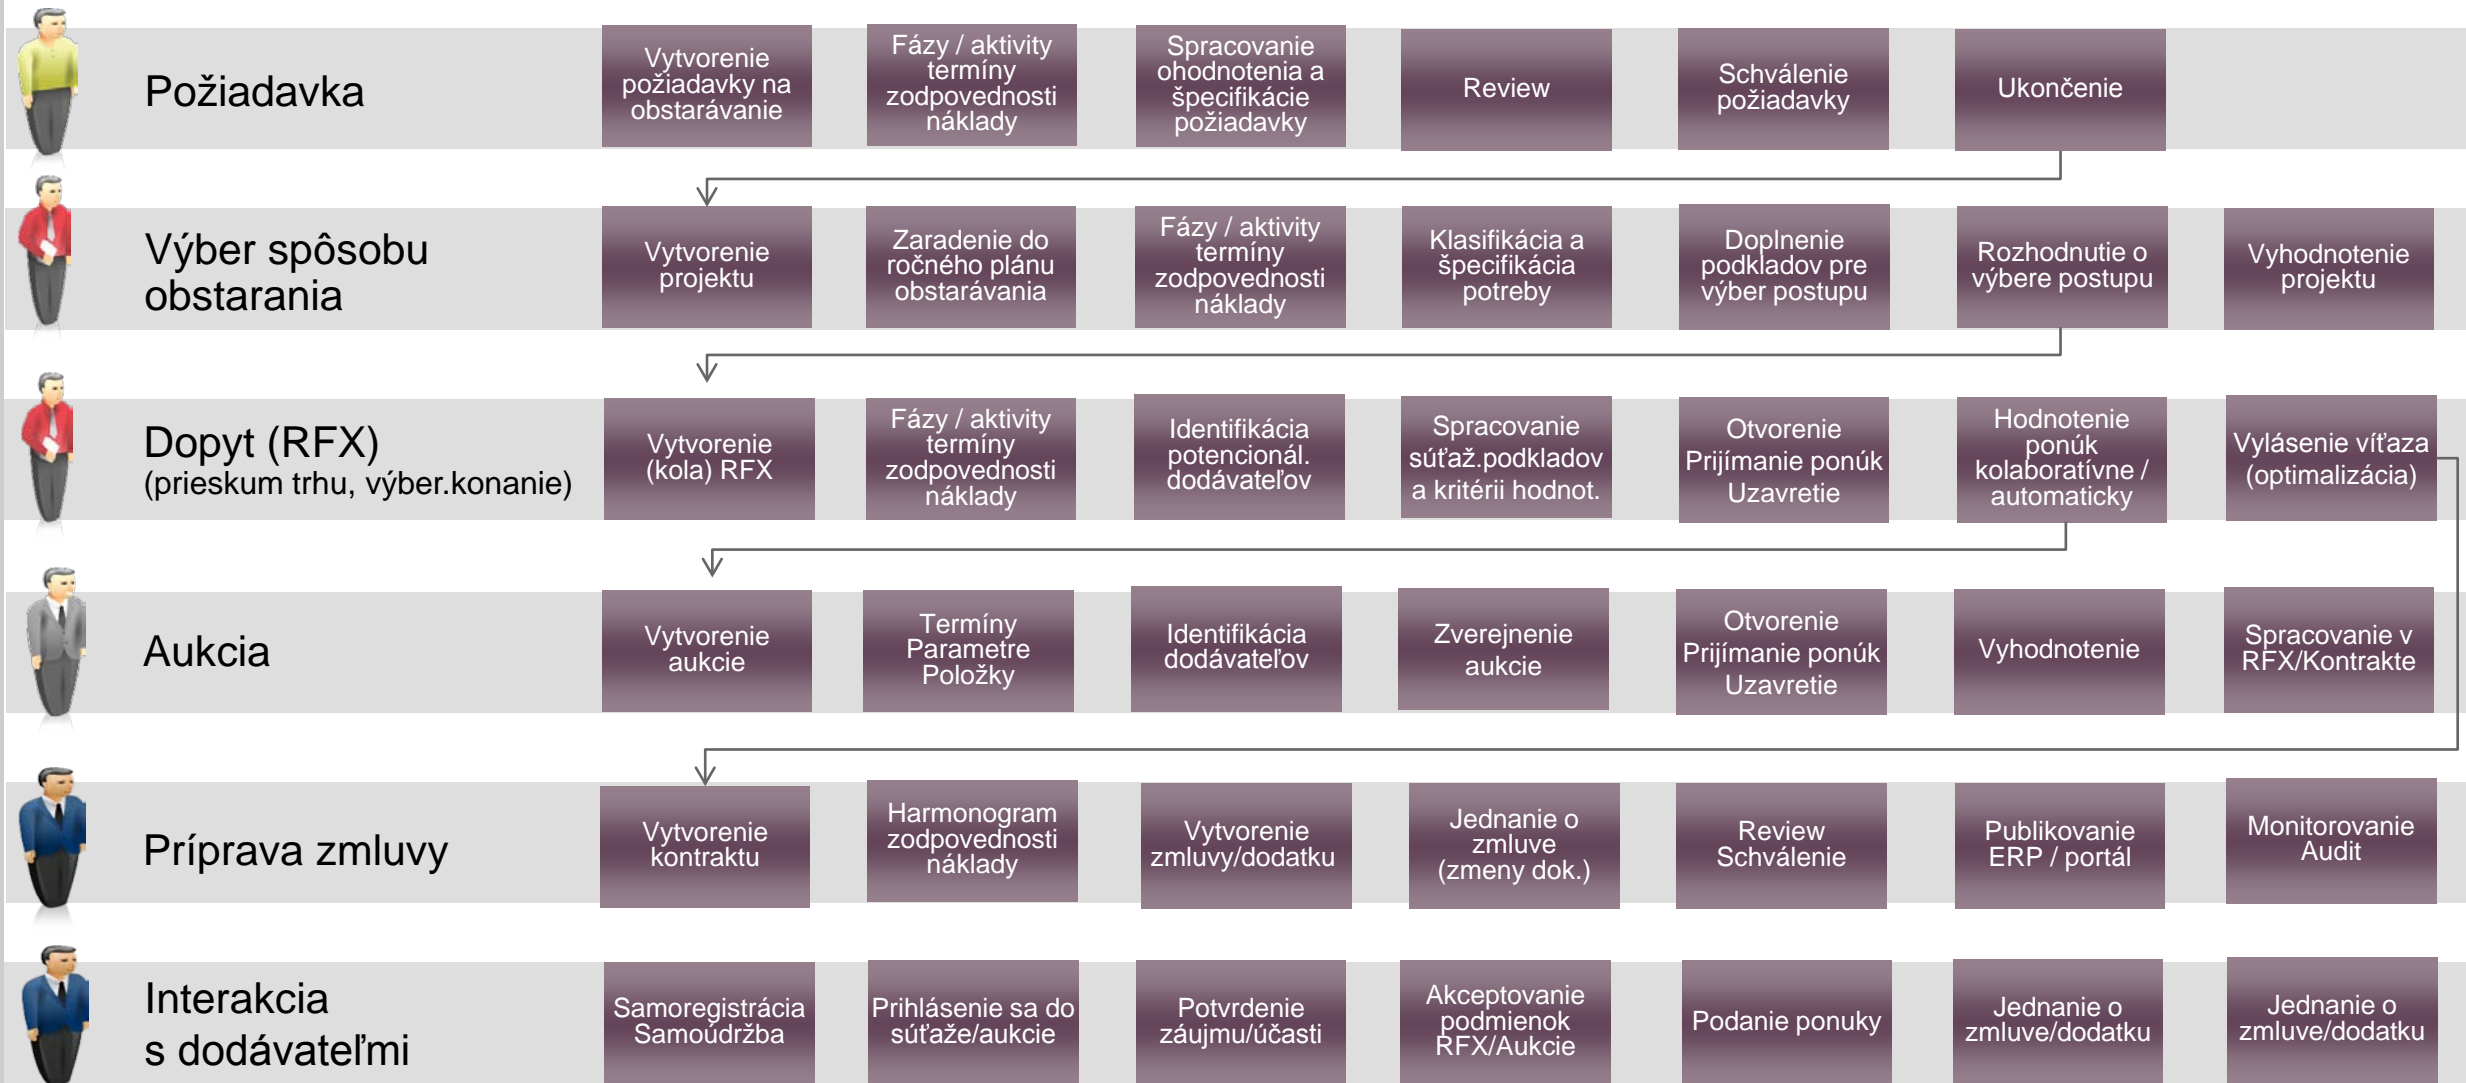 Požiadavka
Vytvorenie
požiadavky na
obstarávanie
Fázy / aktivity
termíny
zodpovednosti
náklady
Spracovanie
ohodnotenia a
špecifikácie
požiadavky
Review
Schválenie
požiadavky
Ukončenie
Výber spôsobu
obstarania
Vytvorenie
projektu
Zaradenie do
ročného plánu
obstarávania
Fázy / aktivity
termíny
zodpovednosti
náklady
Klasifikácia a
špecifikácia
potreby
Doplnenie
podkladov pre
výber postupu
Rozhodnutie o
výbere postupu
Vyhodnotenie
projektu
Dopyt (RFX)
(prieskum trhu, výber.konanie)
Vytvorenie
(kola) RFX
Fázy / aktivity
termíny
zodpovednosti
náklady
Identifikácia
potencionál.
dodávateľov
Spracovanie
súťaž.podkladov
a kritérii hodnot.
Otvorenie
Prijímanie ponúk
Uzavretie
Hodnotenie
ponúk
kolaboratívne /
automaticky
Vylásenie víťaza
(optimalizácia)
Aukcia
Vytvorenie
aukcie
Termíny
Parametre
Položky
Identifikácia
dodávateľov
Zverejnenie
aukcie
Otvorenie
Prijímanie ponúk
Uzavretie
Vyhodnotenie
Spracovanie v
RFX/Kontrakte
Príprava zmluvy
Vytvorenie
kontraktu
Harmonogram
zodpovednosti
náklady
Vytvorenie
zmluvy/dodatku
Jednanie o
zmluve
(zmeny dok.)
Review
Schválenie
Publikovanie
ERP / portál
Monitorovanie
Audit
Interakcia
s dodávateľmi
Samoregistrácia
Samoúdržba
Prihlásenie sa do
súťaže/aukcie
Potvrdenie
záujmu/účasti
Akceptovanie
podmienok
RFX/Aukcie
Podanie ponuky
Jednanie o
zmluve/dodatku
Jednanie o
zmluve/dodatku